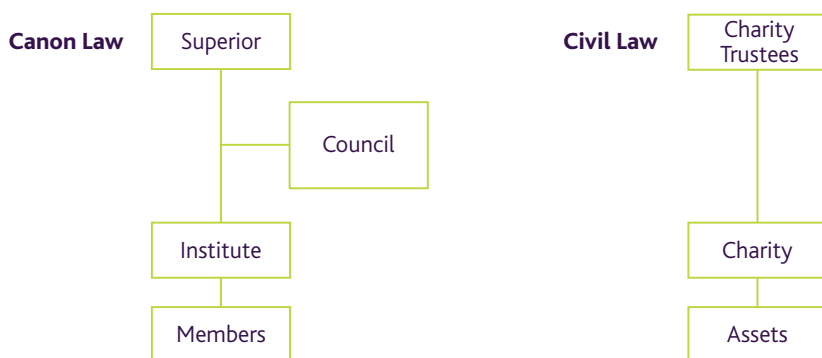 Canon Law
Superior
Council
Institute
Members
Civil Law
Charity
Trustees
Charity
Assets